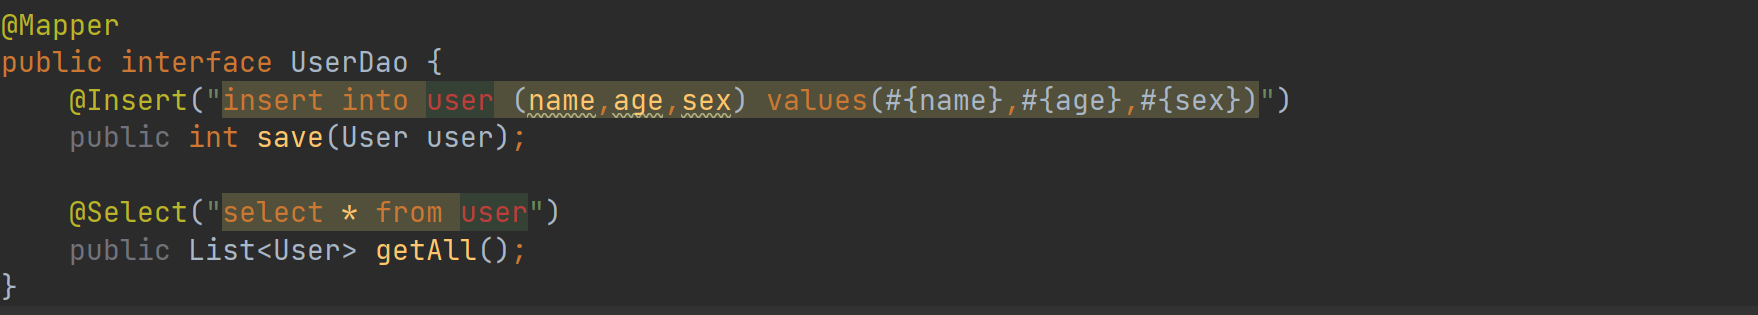 @Mapper
public interface UserDao {
@Insert("insert into user (name,age,sex) values(#{name},#{age},#{sex})")
public int save(User user);
@Select("select * from user")
public List<User> getAll();
}